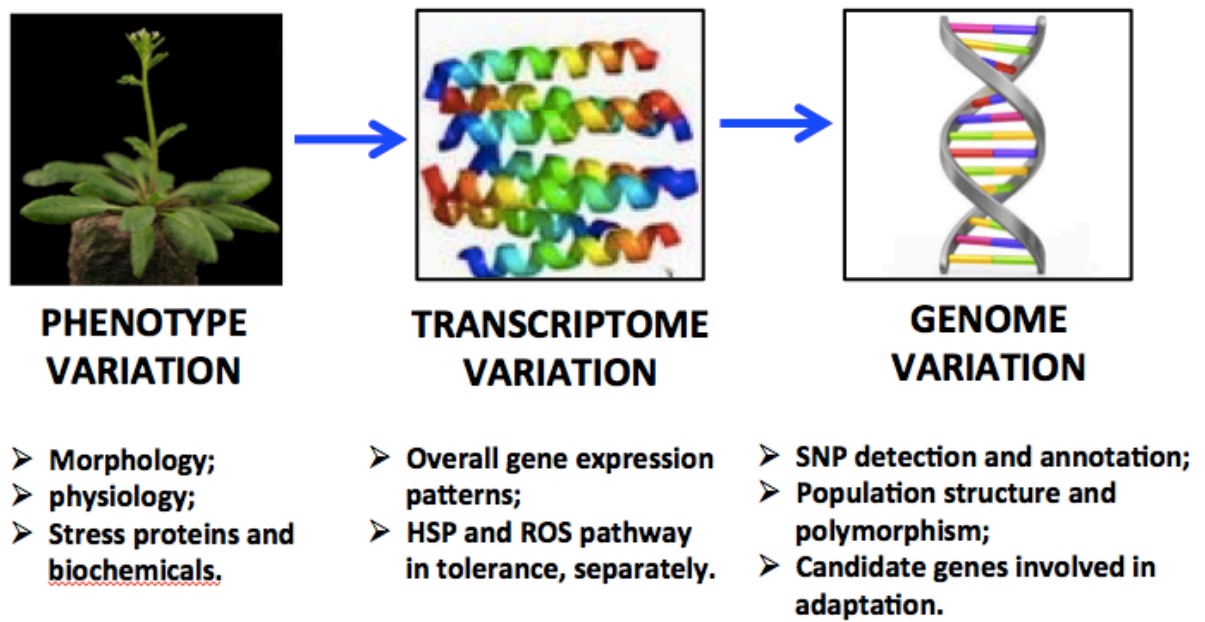 PHENOTYPE
VARIATION
➢ Morphology;
➢ physiology;
➢ Stress proteins and
biochemicals.
TRANSCRIPTOME
VARIATION
➢ Overall gene expression
patterns;
➢ HSP and ROS pathway
in tolerance, separately.
GENOME
VARIATION
➢ SNP detection and annotation;
➢ Population structure and
polymorphism;
➢ Candidate genes involved in
adaptation.